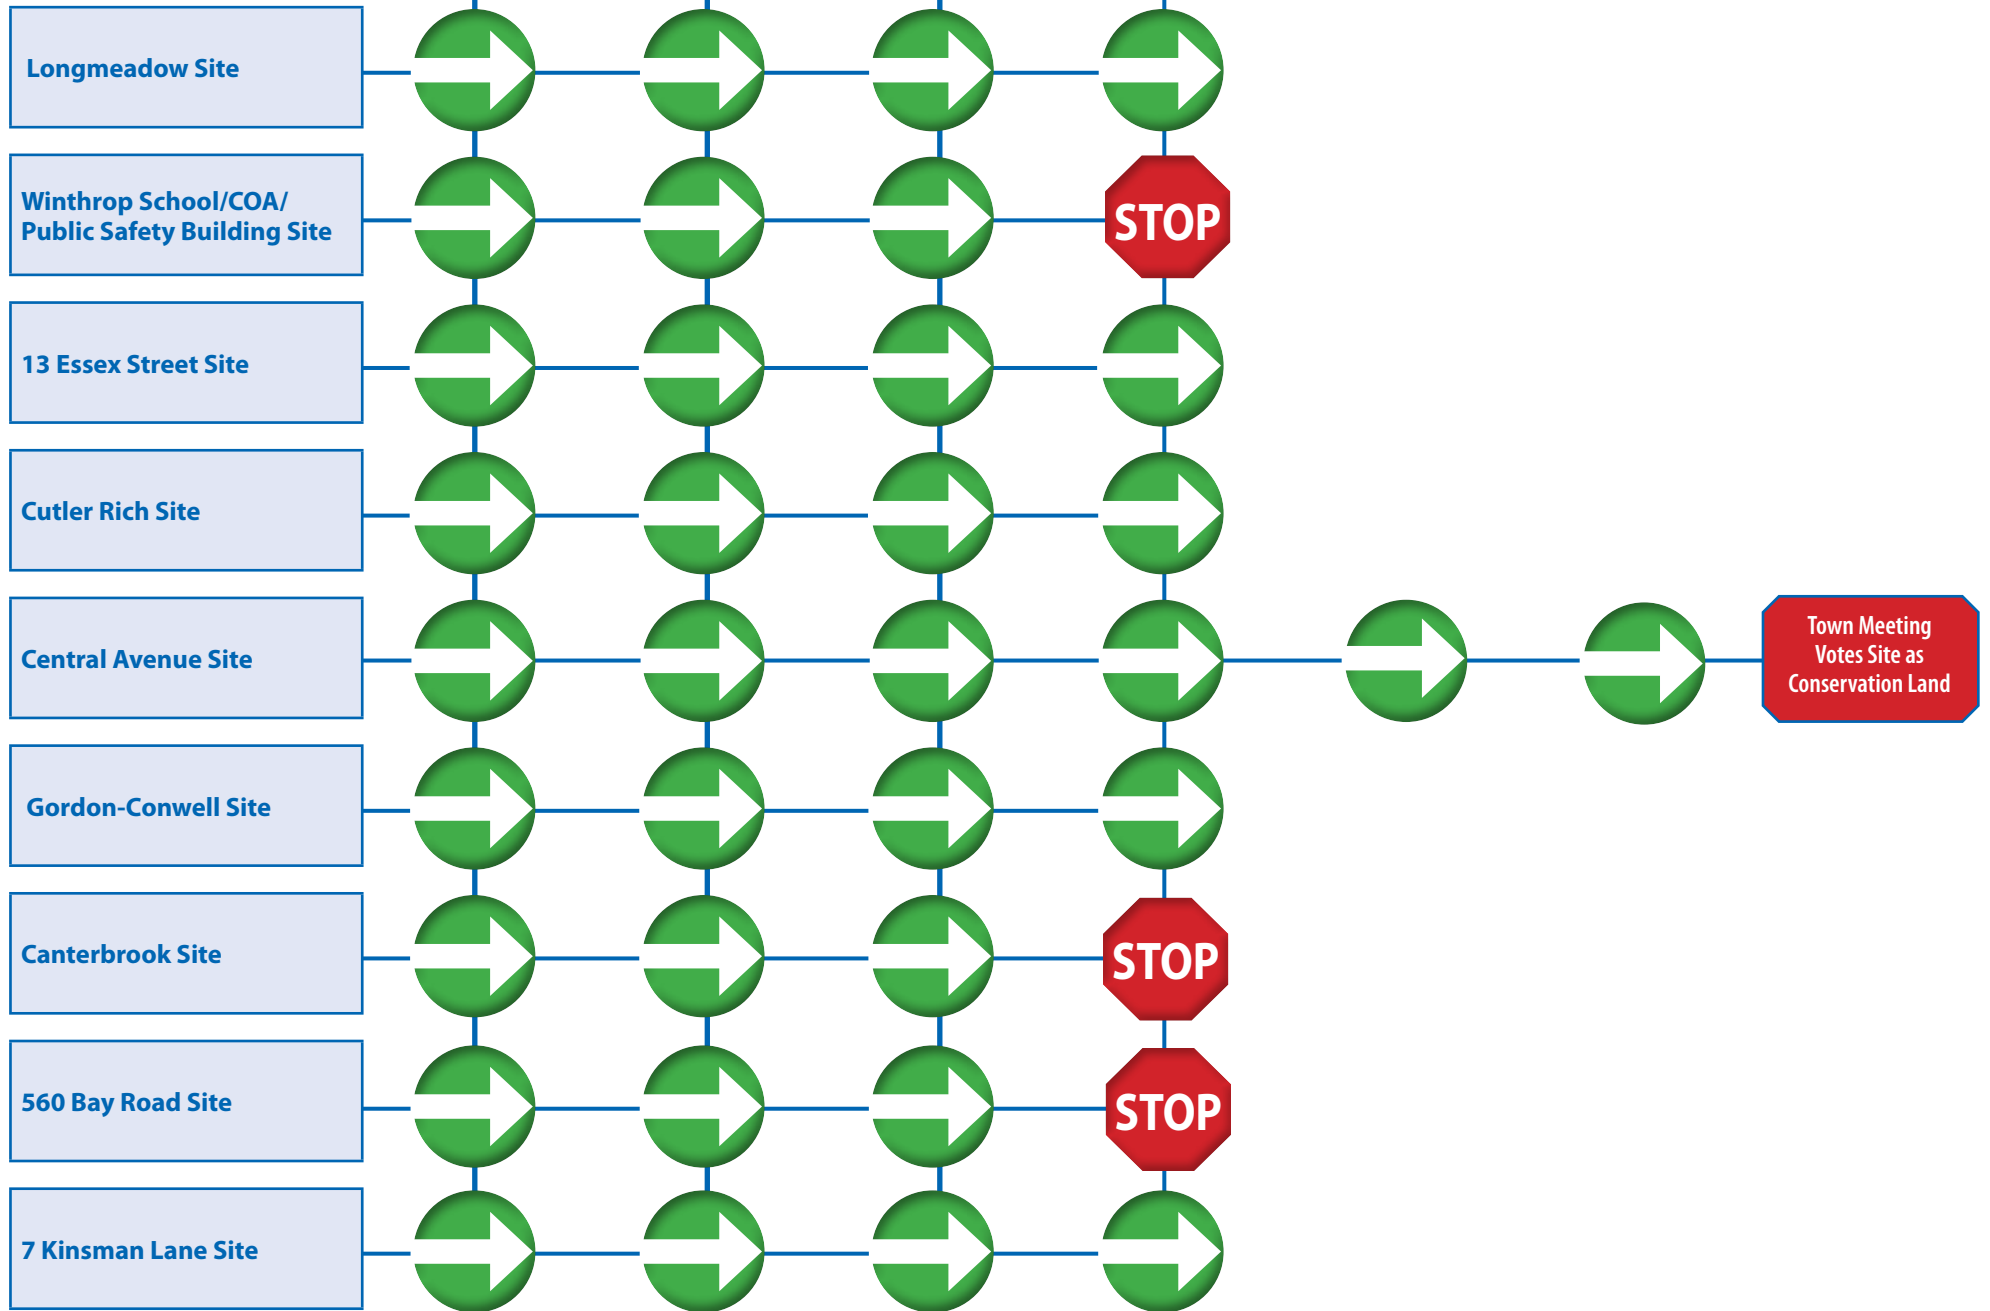 Longmeadow Site
Winthrop School/COA/
Public Safety Building Site
STOP
13 Essex Street Site
Cutler Rich Site
Central Avenue Site
Town Meeting
Votes Site as
Conservation Land
Gordon-Conwell Site
Canterbrook Site
STOP
560 Bay Road Site
STOP
7 Kinsman Lane Site